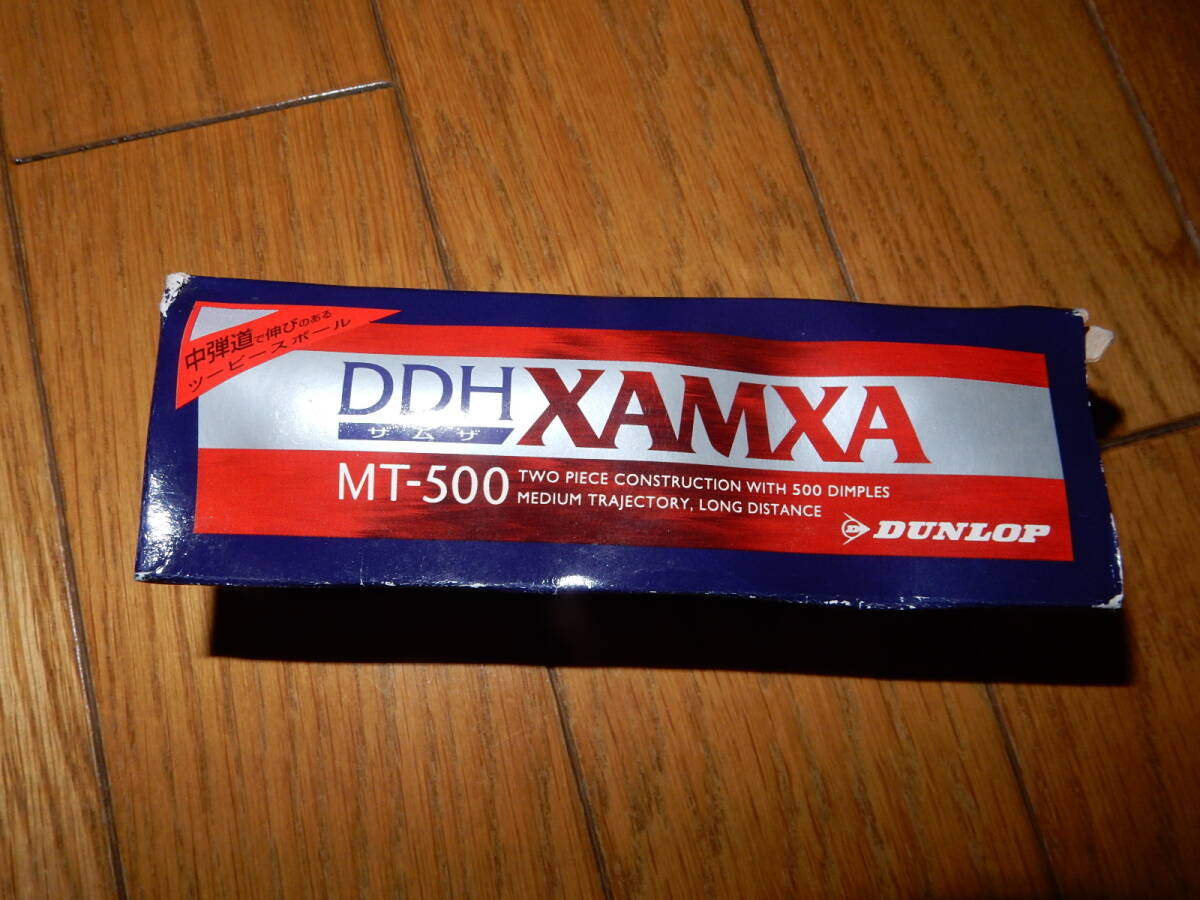 中弾道で伸びのある
ツーピースボール
DDH XAMXA
ザムザ
MT-500
TWO PIECE CONSTRUCTION WITH 500 DIMPLES
MEDIUM TRAJECTORY, LONG DISTANCE
DUNLOP